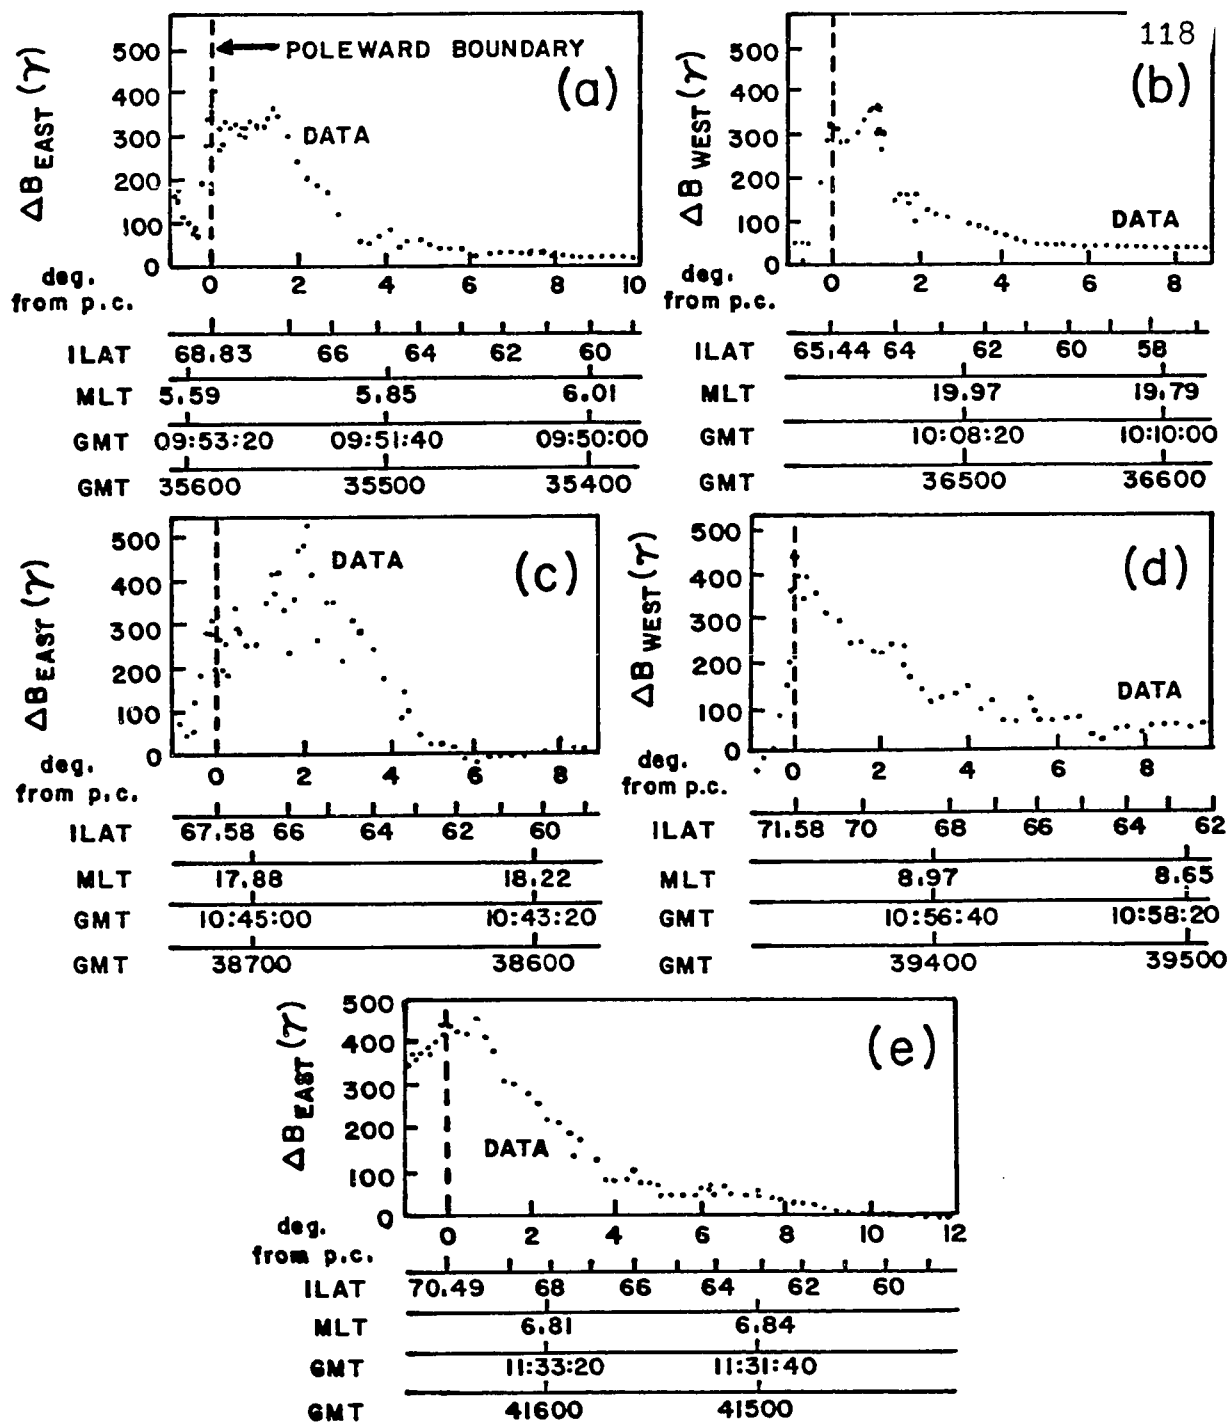 118
(a)
ΔB EAST (γ)
500
400
300
200
100
0
POLEWARD BOUNDARY
DATA
deg. from p.c. 0 2 4 6 8 10
ILAT 68.83 66 64 62 60
MLT 5.59 5.85 6.01
GMT 09:53:20 09:51:40 09:50:00
GMT 35600 35500 35400
(b)
ΔB WEST (γ)
500
400
300
200
100
0
DATA
deg. from p.c. 0 2 4 6 8
ILAT 65.44 64 62 60 58
MLT 19.97 19.79
GMT 10:08:20 10:10:00
GMT 36500 36600
(c)
ΔB EAST (γ)
500
400
300
200
100
0
DATA
deg. from p.c. 0 2 4 6 8
ILAT 67.58 66 64 62 60
MLT 17.88 18.22
GMT 10:45:00 10:43:20
GMT 38700 38600
(d)
ΔB WEST (γ)
500
400
300
200
100
0
DATA
deg. from p.c. 0 2 4 6 8
ILAT 71.58 70 68 66 64 62
MLT 8.97 8.65
GMT 10:56:40 10:58:20
GMT 39400 39500
(e)
ΔB EAST (γ)
500
400
300
200
100
0
DATA
deg. from p.c. 0 2 4 6 8 10 12
ILAT 70.49 68 66 64 62 60
MLT 6.81 6.84
GMT 11:33:20 11:31:40
GMT 41600 41500